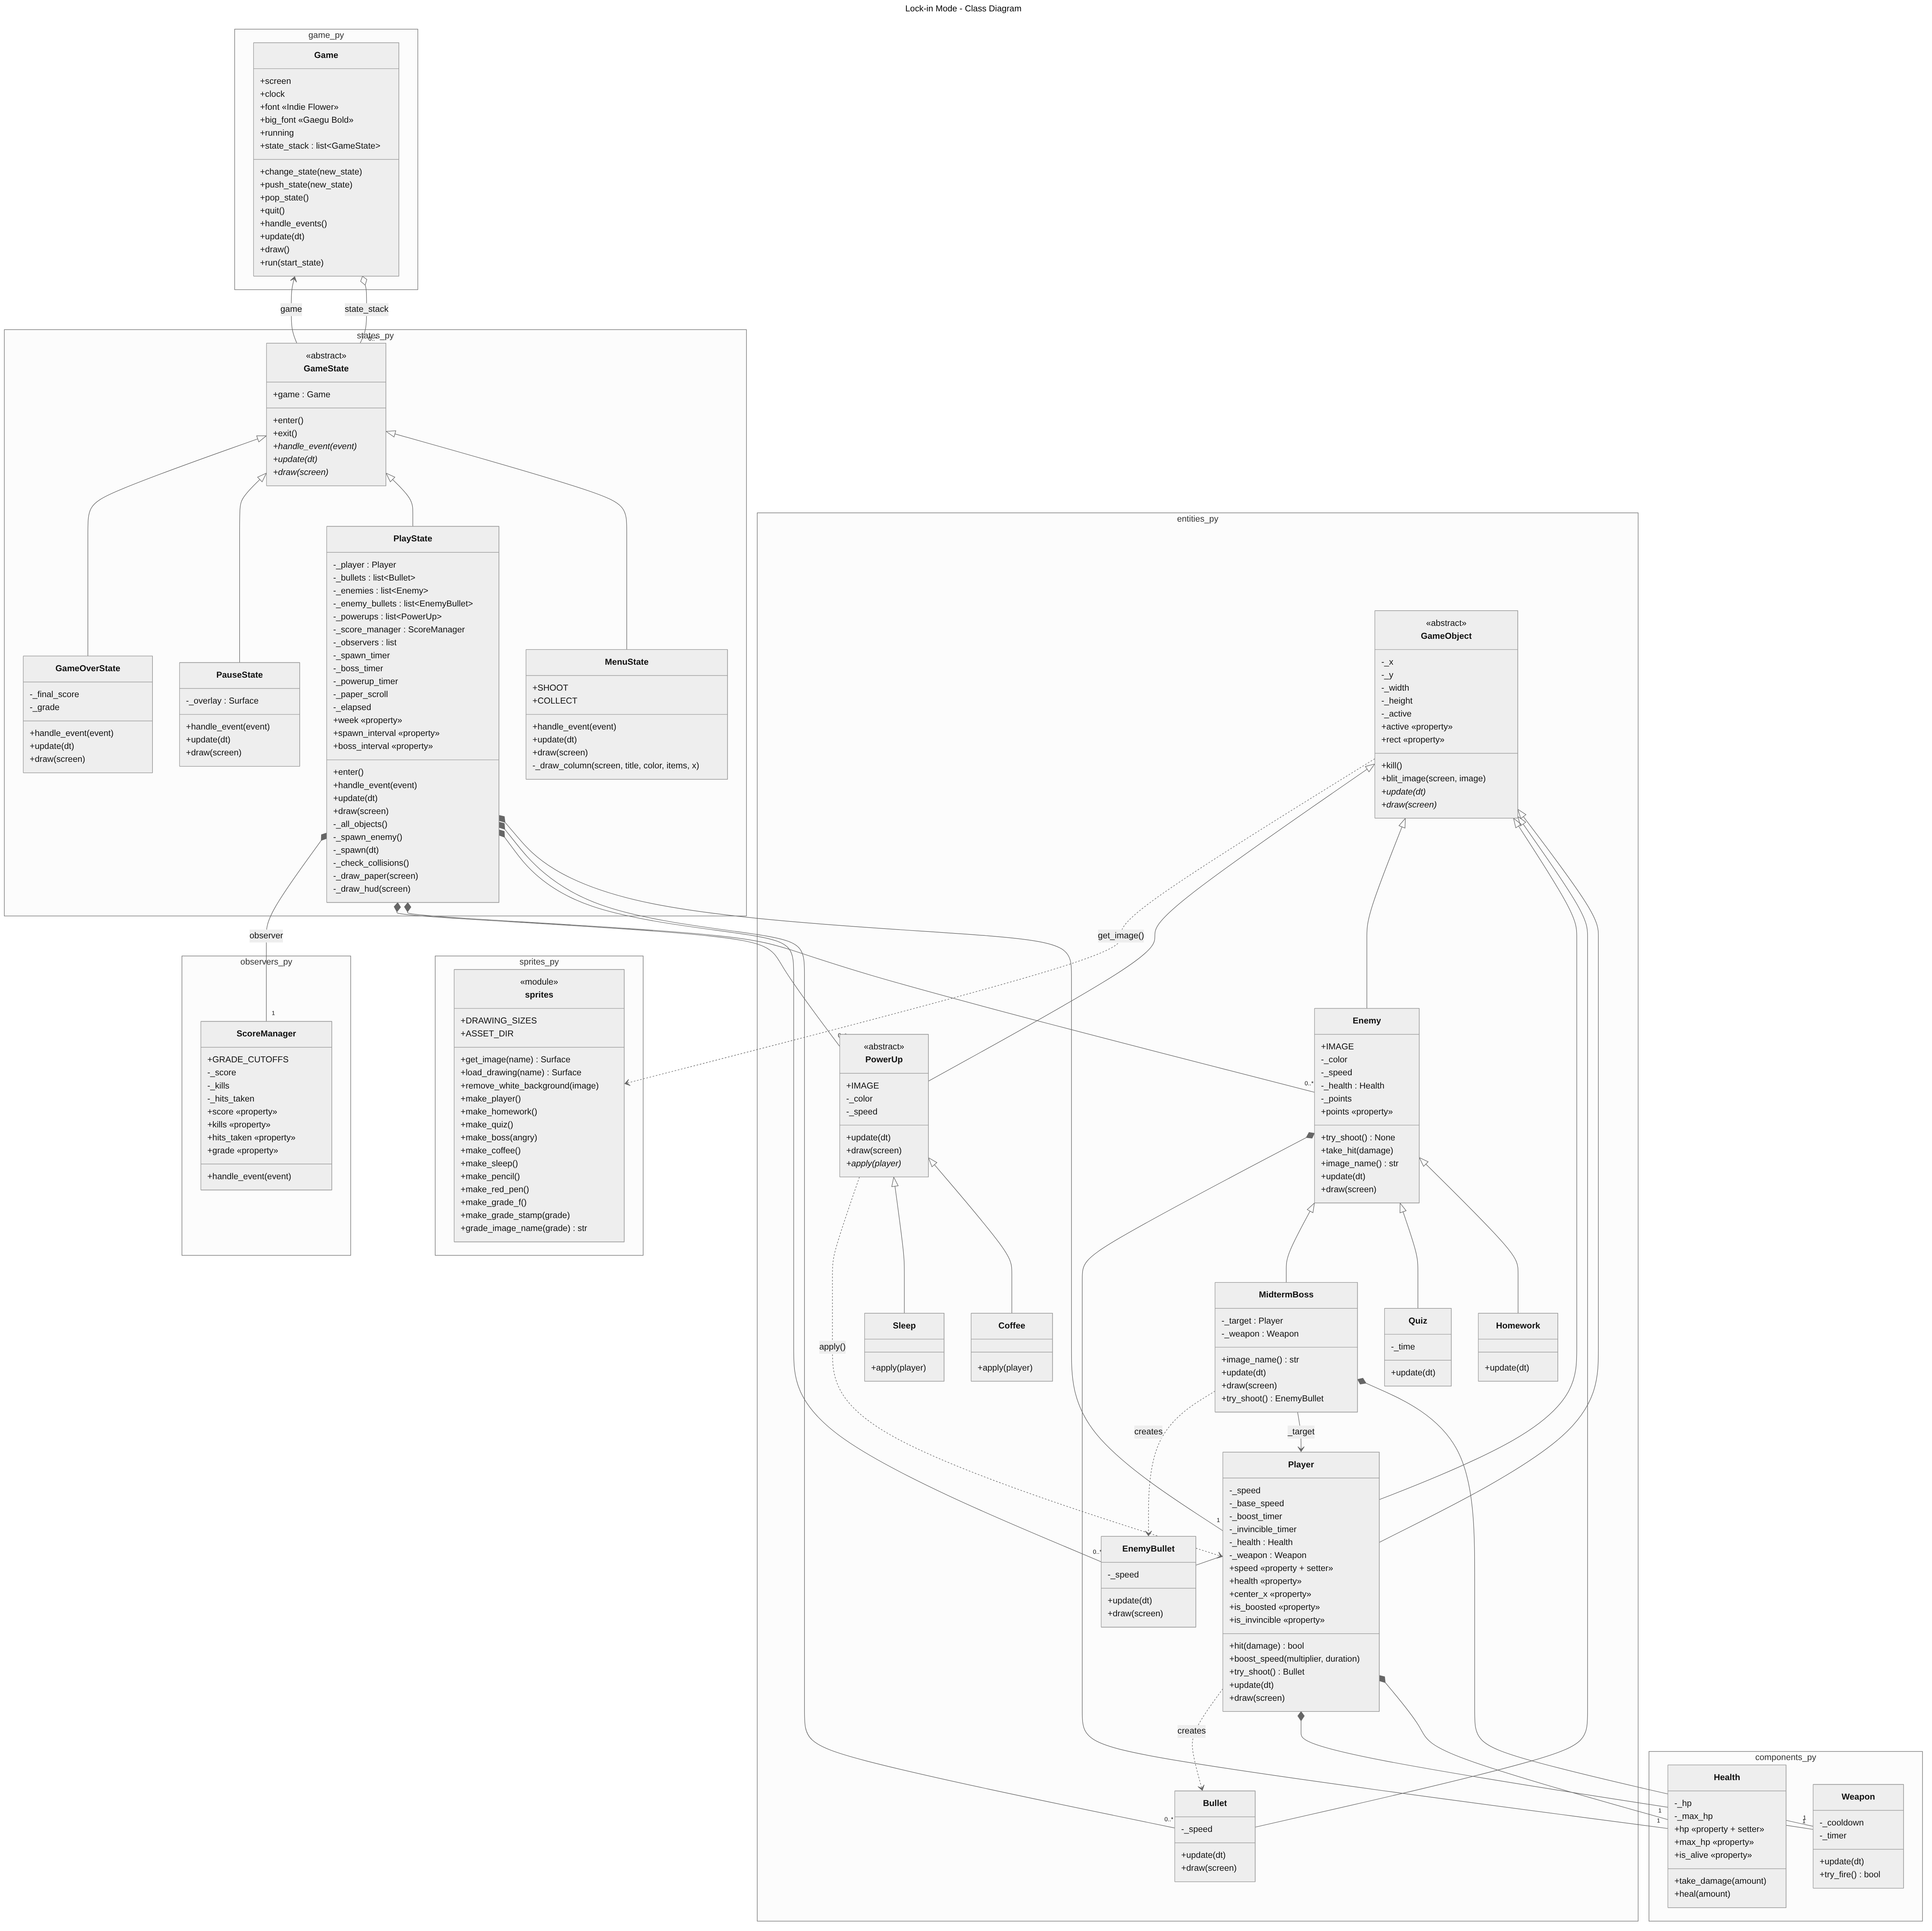 Lock-in Mode - Class Diagram
game_py
Game
+screen
+clock
+font «Indie Flower»
+big_font «Gaegu Bold»
+running
+state_stack : list<GameState>
+change_state(new_state)
+push_state(new_state)
+pop_state()
+quit()
+handle_events()
+update(dt)
+draw()
+run(start_state)
game
state_stack
states_py
«abstract»
GameState
+game : Game
+enter()
+exit()
+handle_event(event)
+update(dt)
+draw(screen)
GameOverState
-_final_score
-_grade
+handle_event(event)
+update(dt)
+draw(screen)
PauseState
-_overlay : Surface
+handle_event(event)
+update(dt)
+draw(screen)
PlayState
-_player : Player
-_bullets : list<Bullet>
-_enemies : list<Enemy>
-_enemy_bullets : list<EnemyBullet>
-_powerups : list<PowerUp>
-_score_manager : ScoreManager
-_observers : list
-_spawn_timer
-_boss_timer
-_powerup_timer
-_paper_scroll
-_elapsed
+week «property»
+spawn_interval «property»
+boss_interval «property»
+enter()
+handle_event(event)
+update(dt)
+draw(screen)
-_all_objects()
-_spawn_enemy()
-_spawn(dt)
-_check_collisions()
-_draw_paper(screen)
-_draw_hud(screen)
MenuState
+SHOOT
+COLLECT
+handle_event(event)
+update(dt)
+draw(screen)
-_draw_column(screen, title, color, items, x)
observer
observers_py
1
ScoreManager
+GRADE_CUTOFFS
-_score
-_kills
-_hits_taken
+score «property»
+kills «property»
+hits_taken «property»
+grade «property»
+handle_event(event)
sprites_py
«module»
sprites
+DRAWING_SIZES
+ASSET_DIR
+get_image(name) : Surface
+load_drawing(name) : Surface
+remove_white_background(image)
+make_player()
+make_homework()
+make_quiz()
+make_boss(angry)
+make_coffee()
+make_sleep()
+make_pencil()
+make_red_pen()
+make_grade_f()
+make_grade_stamp(grade)
+grade_image_name(grade) : str
entities_py
«abstract»
GameObject
-_x
-_y
-_width
-_height
-_active
+active «property»
+rect «property»
+kill()
+blit_image(screen, image)
+update(dt)
+draw(screen)
get_image()
«abstract»
PowerUp
+IMAGE
-_color
-_speed
+update(dt)
+draw(screen)
+apply(player)
0..*
Enemy
+IMAGE
-_color
-_speed
-_health : Health
-_points
+points «property»
+try_shoot() : None
+take_hit(damage)
+image_name() : str
+update(dt)
+draw(screen)
apply()
Sleep
+apply(player)
Coffee
+apply(player)
MidtermBoss
-_target : Player
-_weapon : Weapon
+image_name() : str
+update(dt)
+draw(screen)
+try_shoot() : EnemyBullet
Quiz
-_time
+update(dt)
Homework
+update(dt)
creates
_target
1
Player
-_speed
-_base_speed
-_boost_timer
-_invincible_timer
-_health : Health
-_weapon : Weapon
+speed «property + setter»
+health «property»
+center_x «property»
+is_boosted «property»
+is_invincible «property»
+hit(damage) : bool
+boost_speed(multiplier, duration)
+try_shoot() : Bullet
+update(dt)
+draw(screen)
0..*
EnemyBullet
-_speed
+update(dt)
+draw(screen)
creates
0..*
Bullet
-_speed
+update(dt)
+draw(screen)
components_py
Health
-_hp
-_max_hp
+hp «property + setter»
+max_hp «property»
+is_alive «property»
+take_damage(amount)
+heal(amount)
1
1
1
Weapon
-_cooldown
-_timer
+update(dt)
+try_fire() : bool